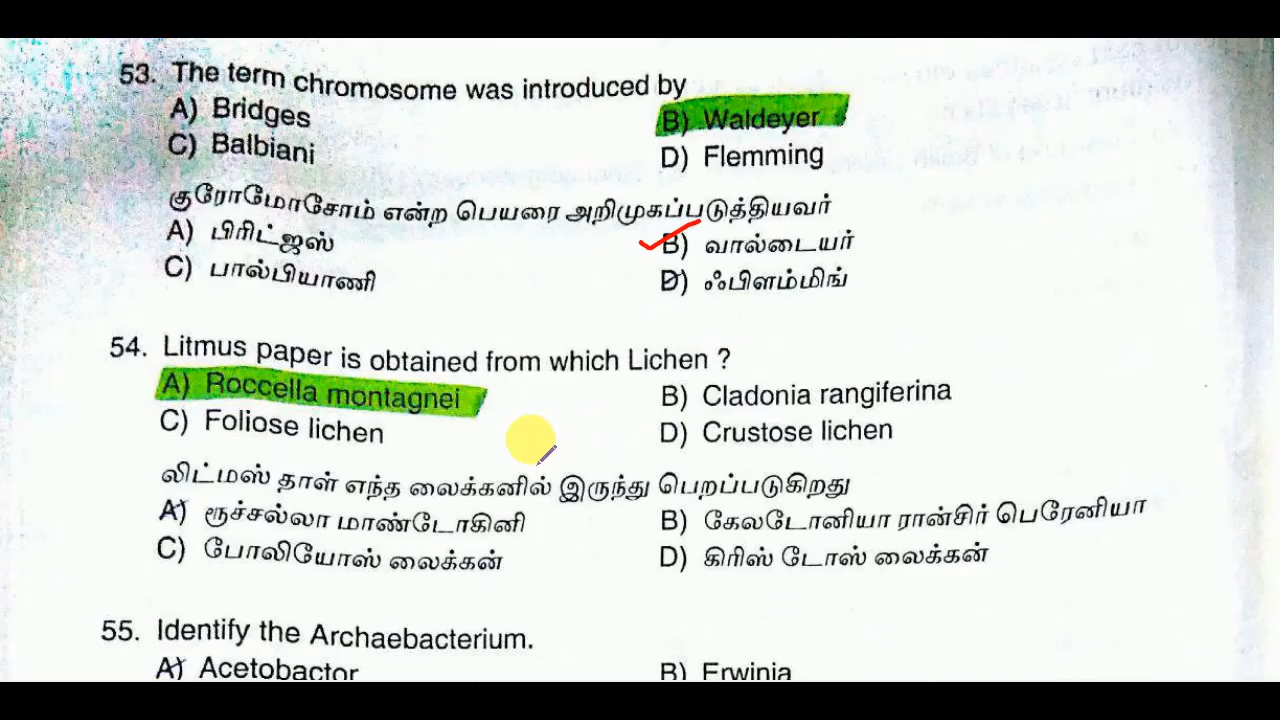 53. The term chromosome was introduced by
A) Bridges B) Waldeyer
C) Balbiani D) Flemming
குரோமோசோம் என்ற பெயரை அறிமுகப்படுத்தியவர்
A) பிரிட்ஜஸ் B) வால்டையர்
C) பால்பியாணி D) ஃபிளம்மிங்
54. Litmus paper is obtained from which Lichen ?
A) Roccella montagnei B) Cladonia rangiferina
C) Foliose lichen D) Crustose lichen
லிட்மஸ் தாள் எந்த லைக்கனில் இருந்து பெறப்படுகிறது
A) ரூச்சல்லா மாண்டோகினி B) கேலடோனியா ரான்சிர் பெரேனியா
C) போலியோஸ் லைக்கன் D) கிரிஸ் டோஸ் லைக்கன்
55. Identify the Archaebacterium.
A) Acetobactor B) Erwinia